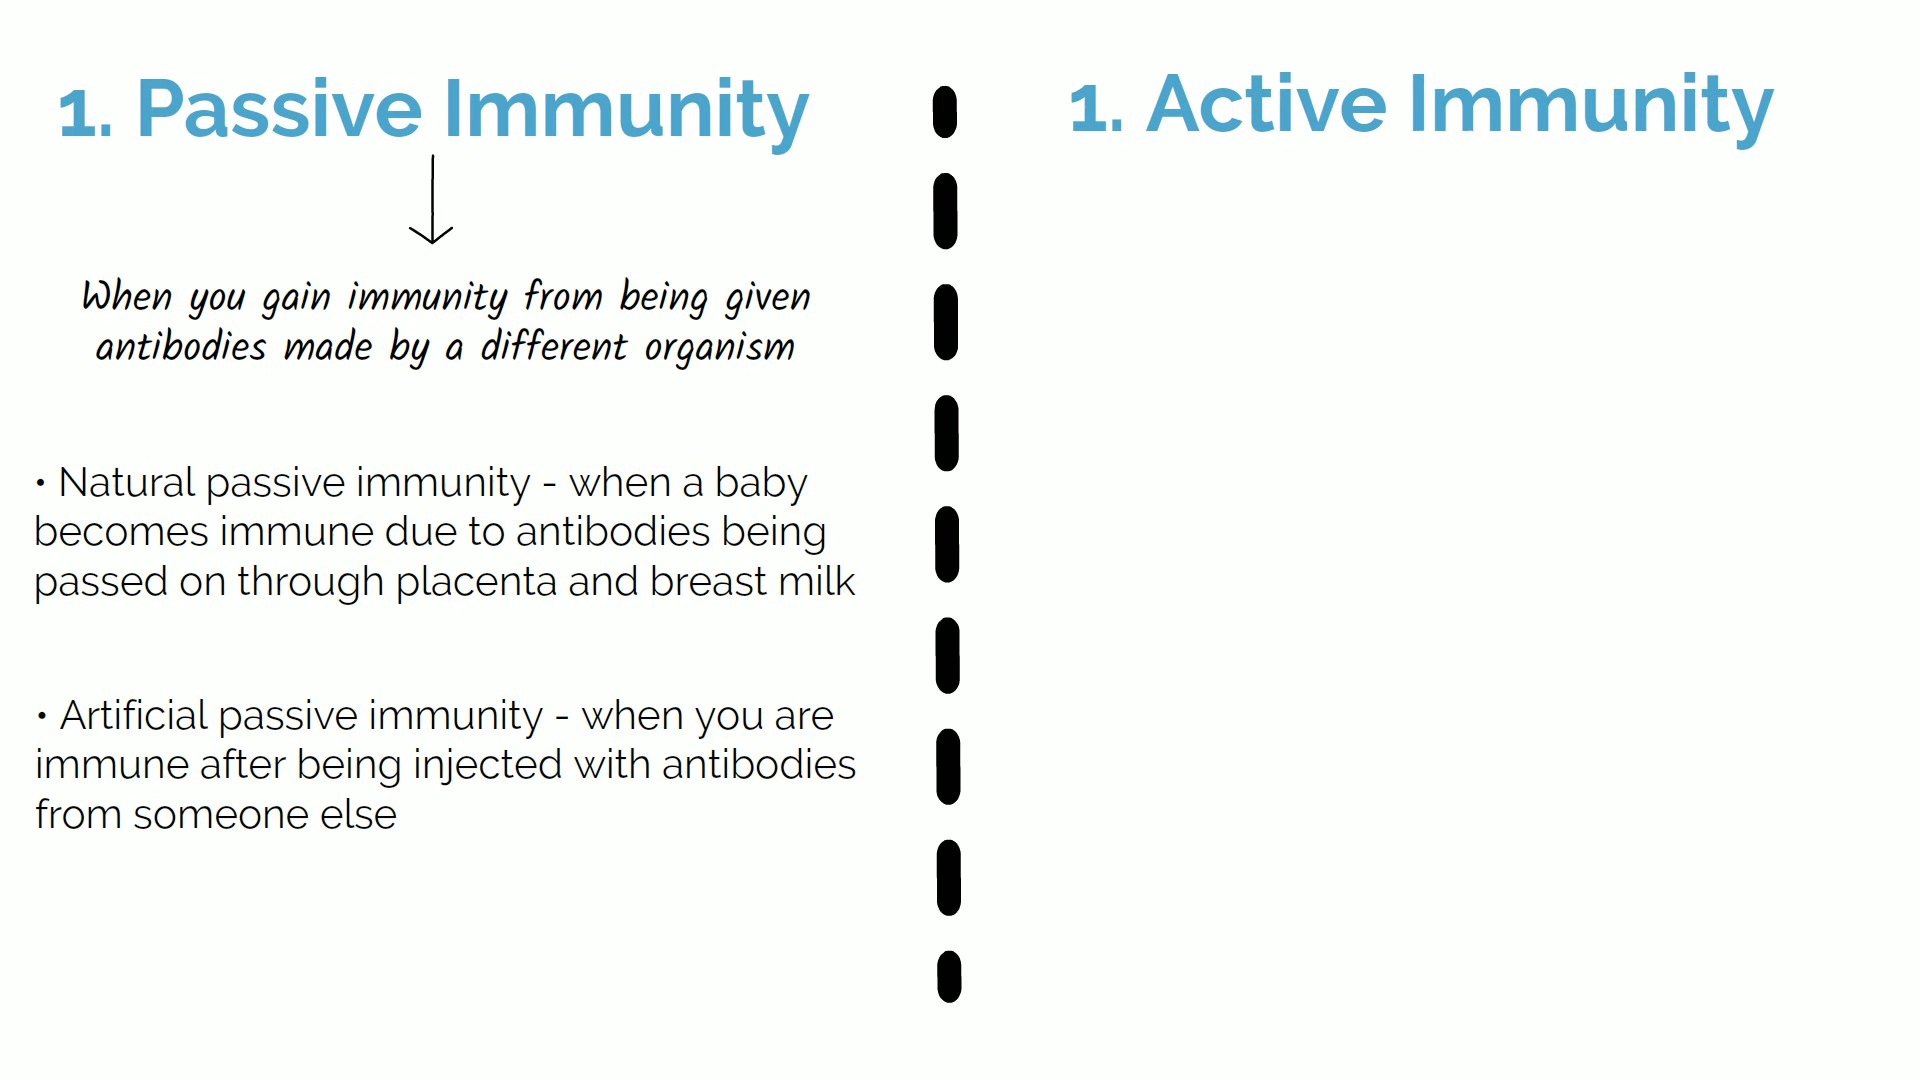 1. Passive Immunity
When you gain immunity from being given
antibodies made by a different organism
• Natural passive immunity - when a baby
becomes immune due to antibodies being
passed on through placenta and breast milk
• Artificial passive immunity - when you are
immune after being injected with antibodies
from someone else
1. Active Immunity